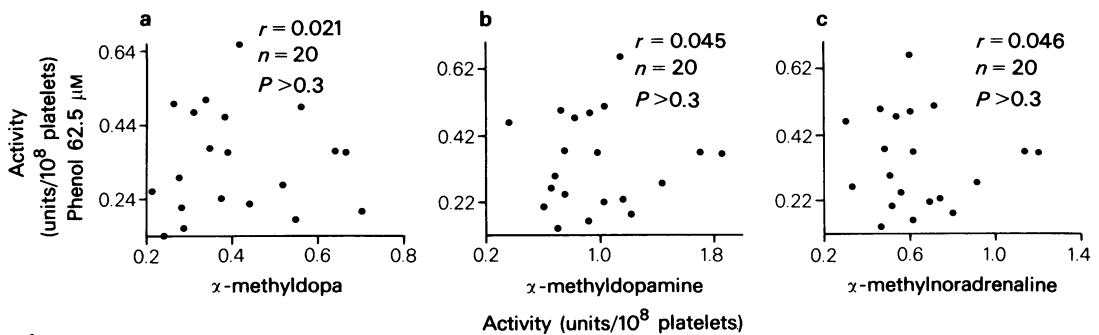 a
r = 0.021
n = 20
P >0.3
0.64
0.44
0.24
0.2
0.4
0.6
0.8
α-methyldopa
Activity
(units/10⁸ platelets)
Phenol 62.5 μM
b
r = 0.045
n = 20
P >0.3
0.62
0.42
0.22
0.2
1.0
1.8
α-methyldopamine
c
r = 0.046
n = 20
P >0.3
0.62
0.42
0.22
0.2
0.6
1.0
1.4
α-methylnoradrenaline
Activity (units/10⁸ platelets)